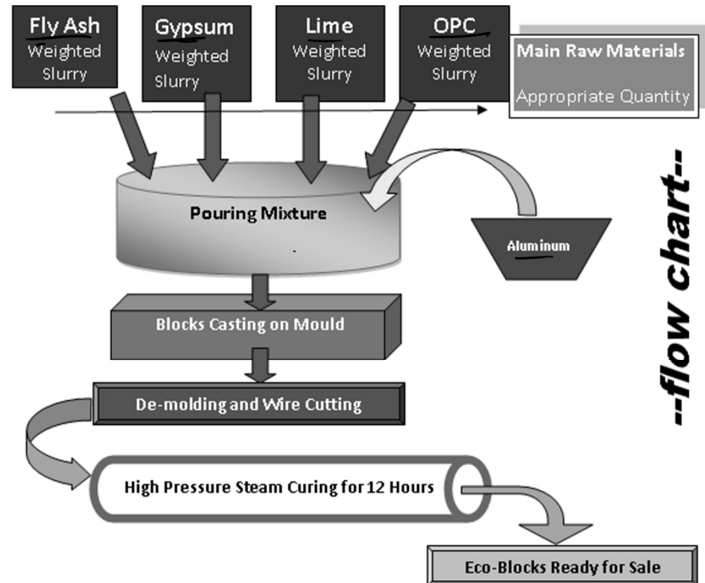 Fly Ash
Weighted
Slurry
Gypsum
Weighted
Slurry
Lime
Weighted
Slurry
OPC
Weighted
Slurry
Main Raw Materials
Appropriate Quantity
Pouring Mixture
Aluminum
Blocks Casting on Mould
De-molding and Wire Cutting
High Pressure Steam Curing for 12 Hours
Eco-Blocks Ready for Sale
--flow chart--